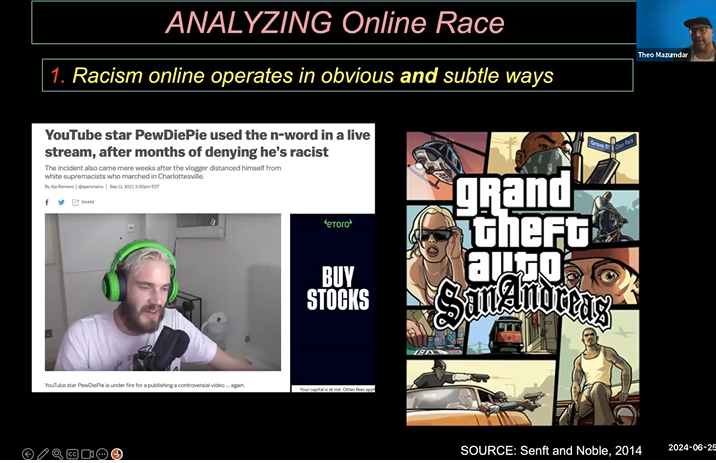 ANALYZING Online Race
Theo Mazumdar
1. Racism online operates in obvious and subtle ways
YouTube star PewDiePie used the n-word in a live
stream, after months of denying he's racist
The incident also came mere weeks after the vlogger distanced himself from
white supremacists who marched in Charlottesville.
By Aja Romano | @ajaromano | Sep 11, 2017, 5:30pm EDT
SHARE
eToro
BUY
STOCKS
YouTube star PewDiePie is under fire for a publishing a controversial video ... again.
Your capital is at risk. Other fees appl
grand
theft
auto
San Andreas
SOURCE: Senft and Noble, 2014
2024-06-25
CC